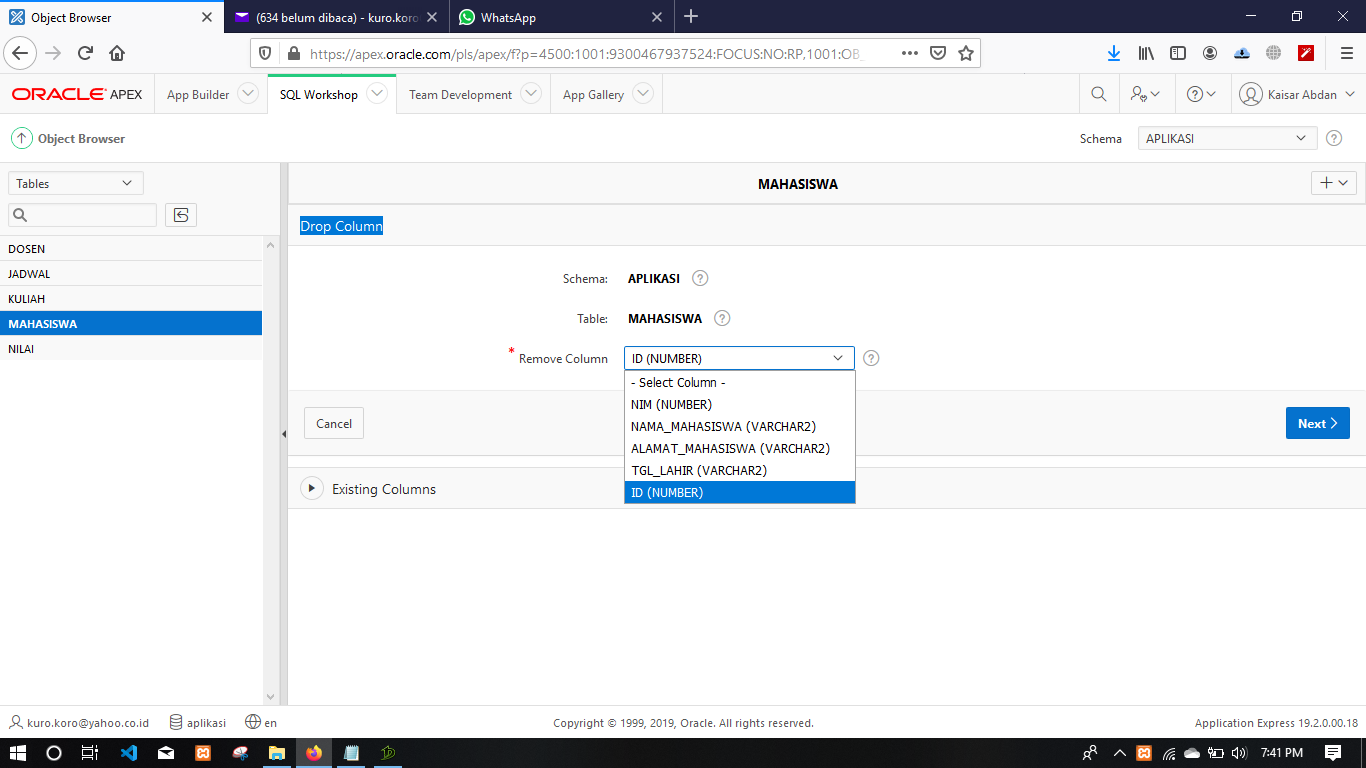 Object Browser
(634 belum dibaca) - kuro.koro
WhatsApp
https://apex.oracle.com/pls/apex/f?p=4500:1001:9300467937524:FOCUS:NO:RP,1001:OB_
ORACLE APEX
App Builder
SQL Workshop
Team Development
App Gallery
Kaisar Abdan
Object Browser
Schema
APLIKASI
Tables
MAHASISWA
Drop Column
DOSEN
JADWAL
KULIAH
MAHASISWA
NILAI
Schema: APLIKASI
Table: MAHASISWA
* Remove Column ID (NUMBER)
- Select Column -
NIM (NUMBER)
NAMA_MAHASISWA (VARCHAR2)
ALAMAT_MAHASISWA (VARCHAR2)
TGL_LAHIR (VARCHAR2)
ID (NUMBER)
Cancel
Next
Existing Columns
kuro.koro@yahoo.co.id
aplikasi
en
Copyright © 1999, 2019, Oracle. All rights reserved.
Application Express 19.2.0.00.18
7:41 PM